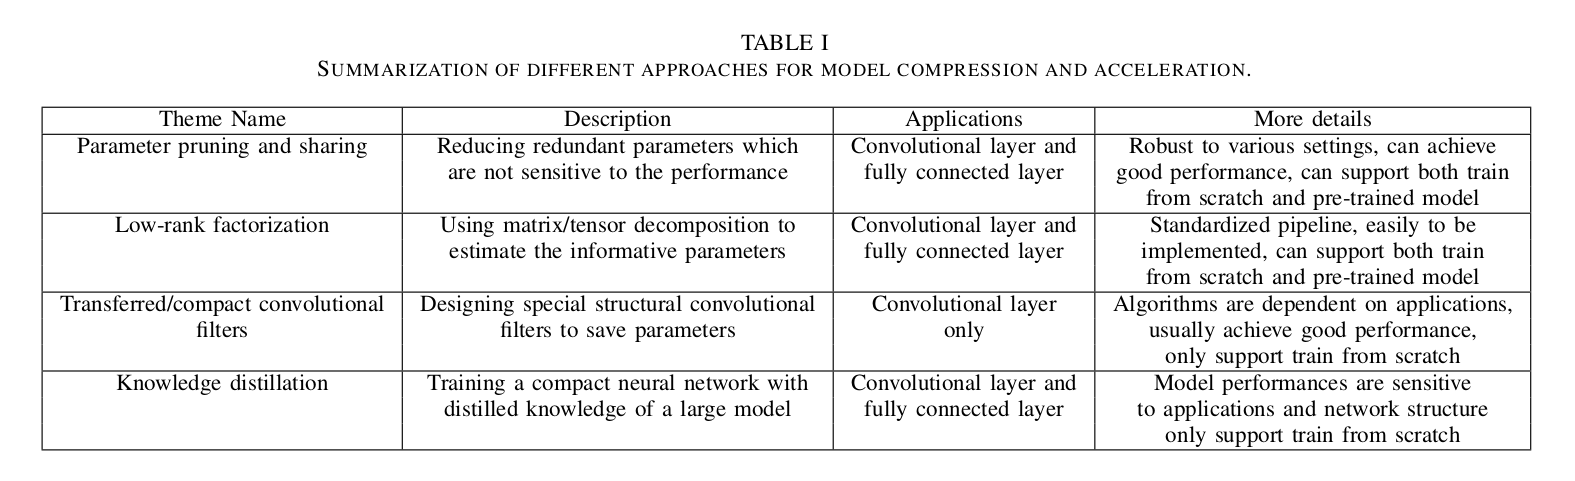 TABLE I
SUMMARIZATION OF DIFFERENT APPROACHES FOR MODEL COMPRESSION AND ACCELERATION.
Theme Name Description Applications More details
Parameter pruning and sharing Reducing redundant parameters which Convolutional layer and Robust to various settings, can achieve
are not sensitive to the performance fully connected layer good performance, can support both train
from scratch and pre-trained model
Low-rank factorization Using matrix/tensor decomposition to Convolutional layer and Standardized pipeline, easily to be
estimate the informative parameters fully connected layer implemented, can support both train
from scratch and pre-trained model
Transferred/compact convolutional Designing special structural convolutional Convolutional layer Algorithms are dependent on applications,
filters filters to save parameters only usually achieve good performance,
only support train from scratch
Knowledge distillation Training a compact neural network with Convolutional layer and Model performances are sensitive
distilled knowledge of a large model fully connected layer to applications and network structure
only support train from scratch